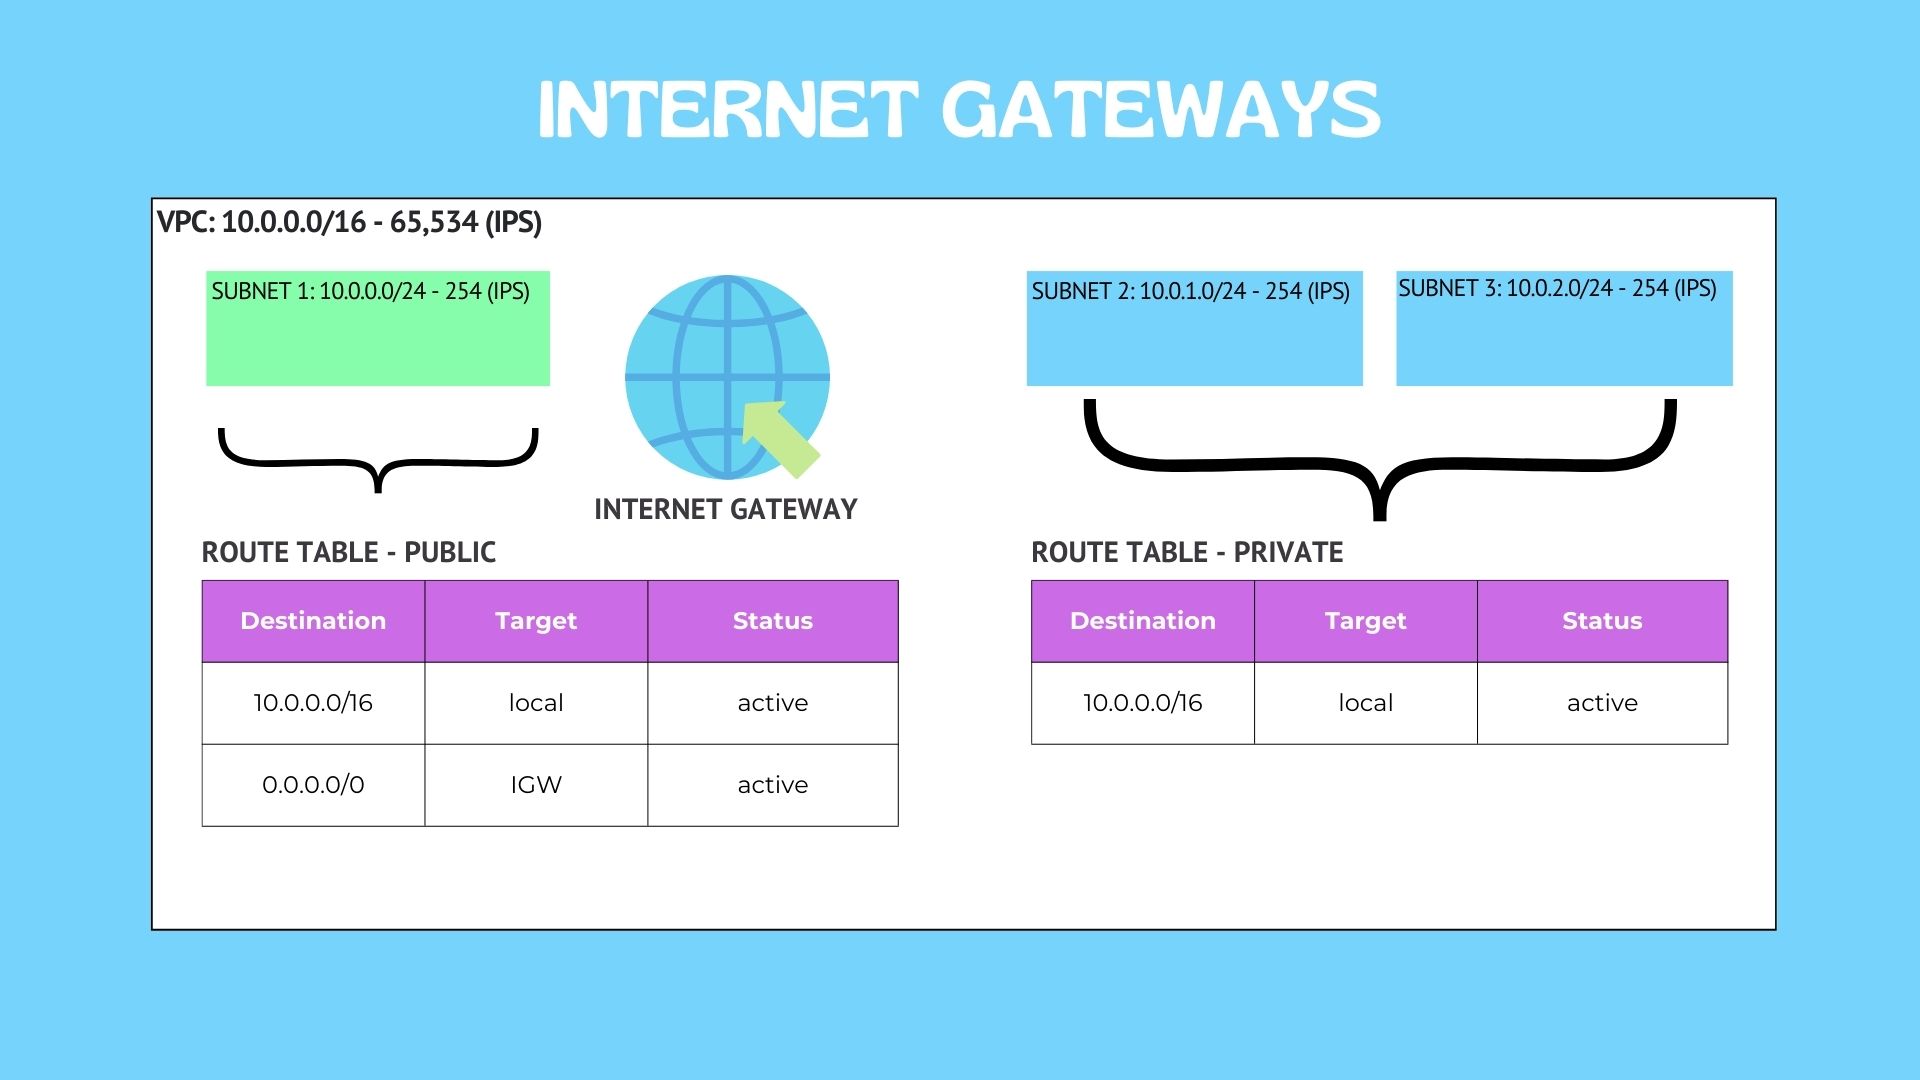 INTERNET GATEWAYS
VPC: 10.0.0.0/16 - 65,534 (IPS)
SUBNET 1: 10.0.0.0/24 - 254 (IPS)
SUBNET 2: 10.0.1.0/24 - 254 (IPS)
SUBNET 3: 10.0.2.0/24 - 254 (IPS)
INTERNET GATEWAY
ROUTE TABLE - PUBLIC
Destination Target Status
10.0.0.0/16 local active
0.0.0.0/0 IGW active
ROUTE TABLE - PRIVATE
Destination Target Status
10.0.0.0/16 local active